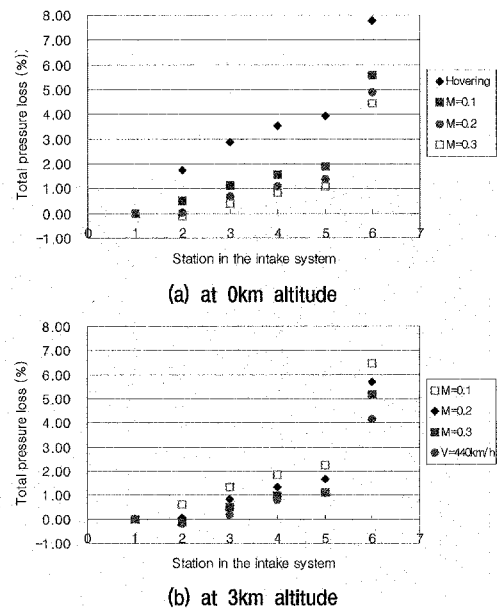 8.00
7.00
6.00
5.00
4.00
3.00
2.00
1.00
0.00
-1.00
Total pressure loss (%)
0 1 2 3 4 5 6 7
Station in the intake system
Hovering
M=0.1
M=0.2
M=0.3
(a) at 0km altitude
8.00
7.00
6.00
5.00
4.00
3.00
2.00
1.00
0.00
-1.00
Total pressure loss (%)
0 1 2 3 4 5 6 7
Station in the intake system
M=0.1
M=0.2
M=0.3
V=440km/h
(b) at 3km altitude